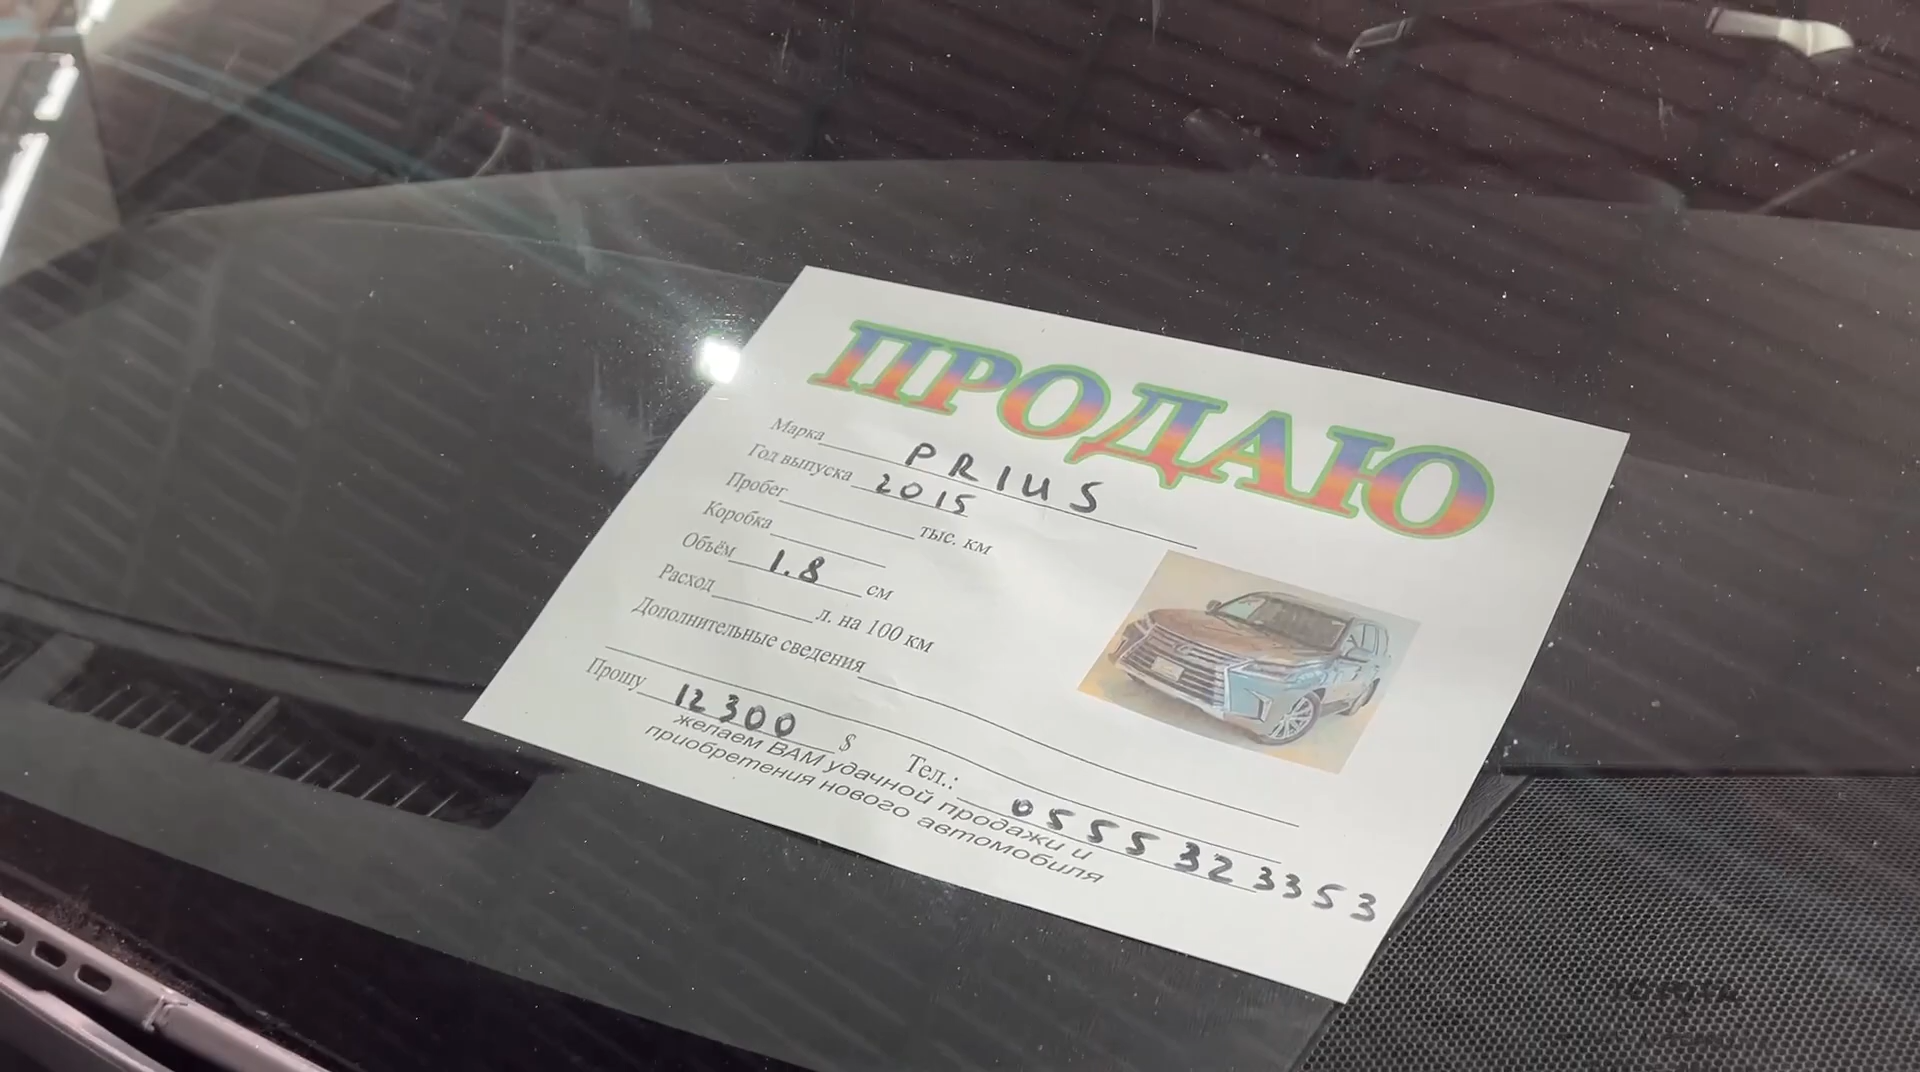 ПРОДАЮ
Марка PRIUS
Год выпуска 2015
Пробег тыс. км
Коробка
Объём 1.8 см
Расход л. на 100 км
Дополнительные сведения
Прошу 12300 $ Тел.: 0555323353
желаем ВАМ удачной продажи и
приобретения нового автомобиля